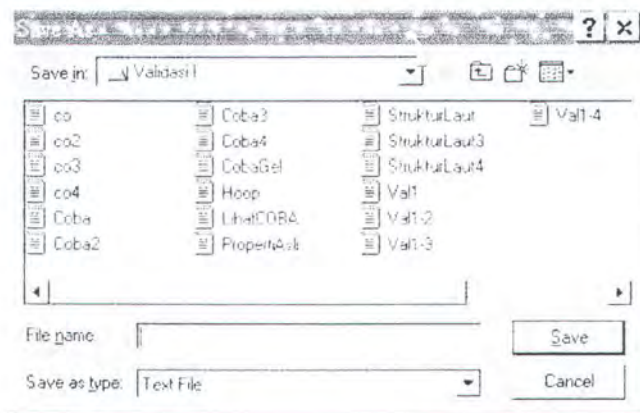 Save As
Save in: Validasi1
co
co2
co3
co4
Coba
Coba2
Coba3
Coba4
CobaGel
Hoop
LihatCOBA
StrukturLaut
StrukturLaut3
StrukturLaut4
Val1
Val1-2
Val1-3
Val1-4
File name:
Save
Save as type: Text File
Cancel